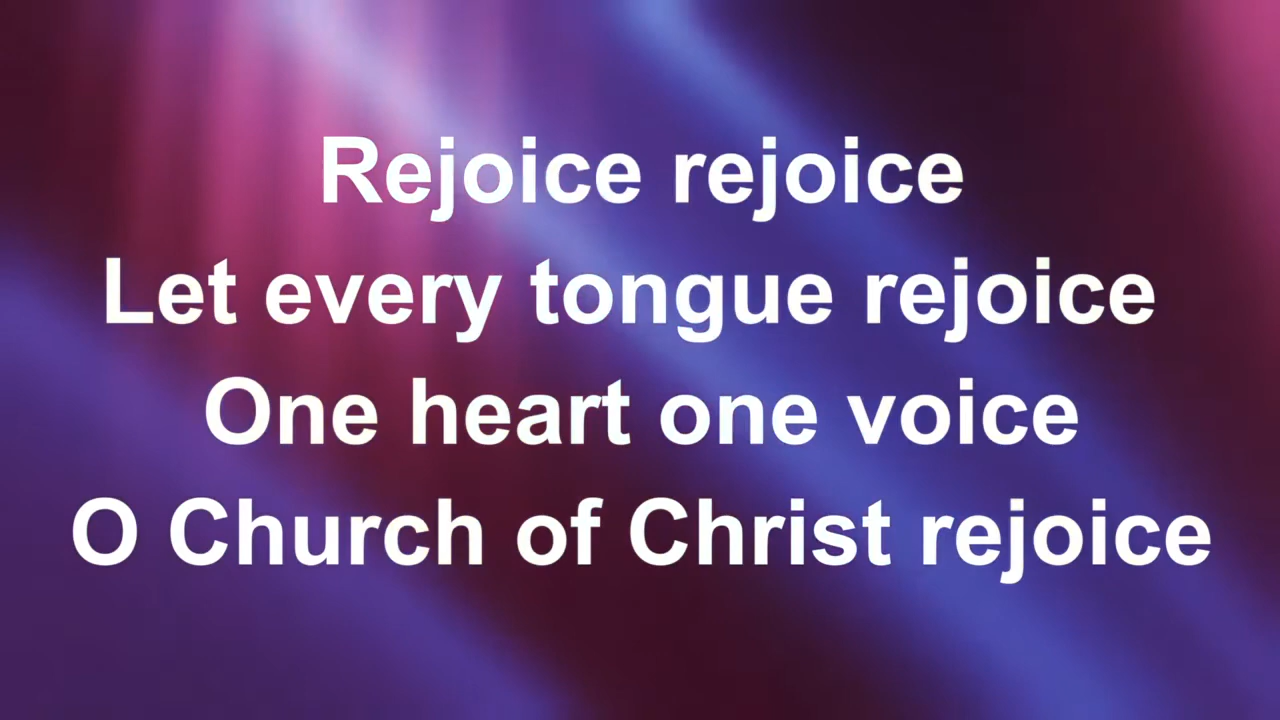 Rejoice rejoice
Let every tongue rejoice
One heart one voice
O Church of Christ rejoice